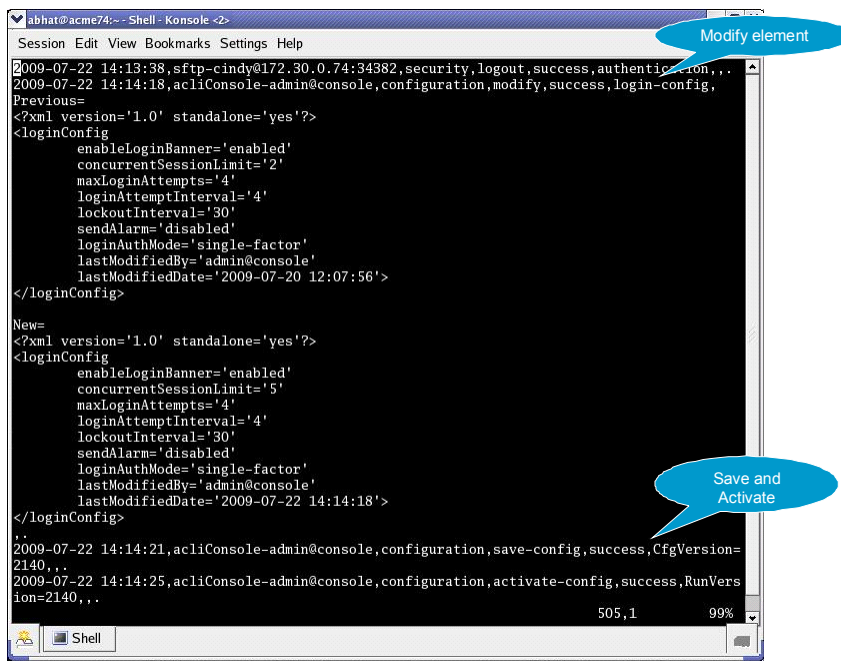 abhat@acme74:~ - Shell - Konsole <2>
Session Edit View Bookmarks Settings Help
Modify element
2009-07-22 14:13:38,sftp-cindy@172.30.0.74:34382,security,logout,success,authentication,,.
2009-07-22 14:14:18,acliConsole-admin@console,configuration,modify,success,login-config,
Previous=
<?xml version='1.0' standalone='yes'?>
<loginConfig
enableLoginBanner='enabled'
concurrentSessionLimit='2'
maxLoginAttempts='4'
loginAttemptInterval='4'
lockoutInterval='30'
sendAlarm='disabled'
loginAuthMode='single-factor'
lastModifiedBy='admin@console'
lastModifiedDate='2009-07-20 12:07:56'>
</loginConfig>
New=
<?xml version='1.0' standalone='yes'?>
<loginConfig
enableLoginBanner='enabled'
concurrentSessionLimit='5'
maxLoginAttempts='4'
loginAttemptInterval='4'
lockoutInterval='30'
sendAlarm='disabled'
loginAuthMode='single-factor'
lastModifiedBy='admin@console'
lastModifiedDate='2009-07-22 14:14:18'>
</loginConfig>
,.
Save and
Activate
2009-07-22 14:14:21,acliConsole-admin@console,configuration,save-config,success,CfgVersion=
2140,,.
2009-07-22 14:14:25,acliConsole-admin@console,configuration,activate-config,success,RunVers
ion=2140,,.
505,1 99%
Shell